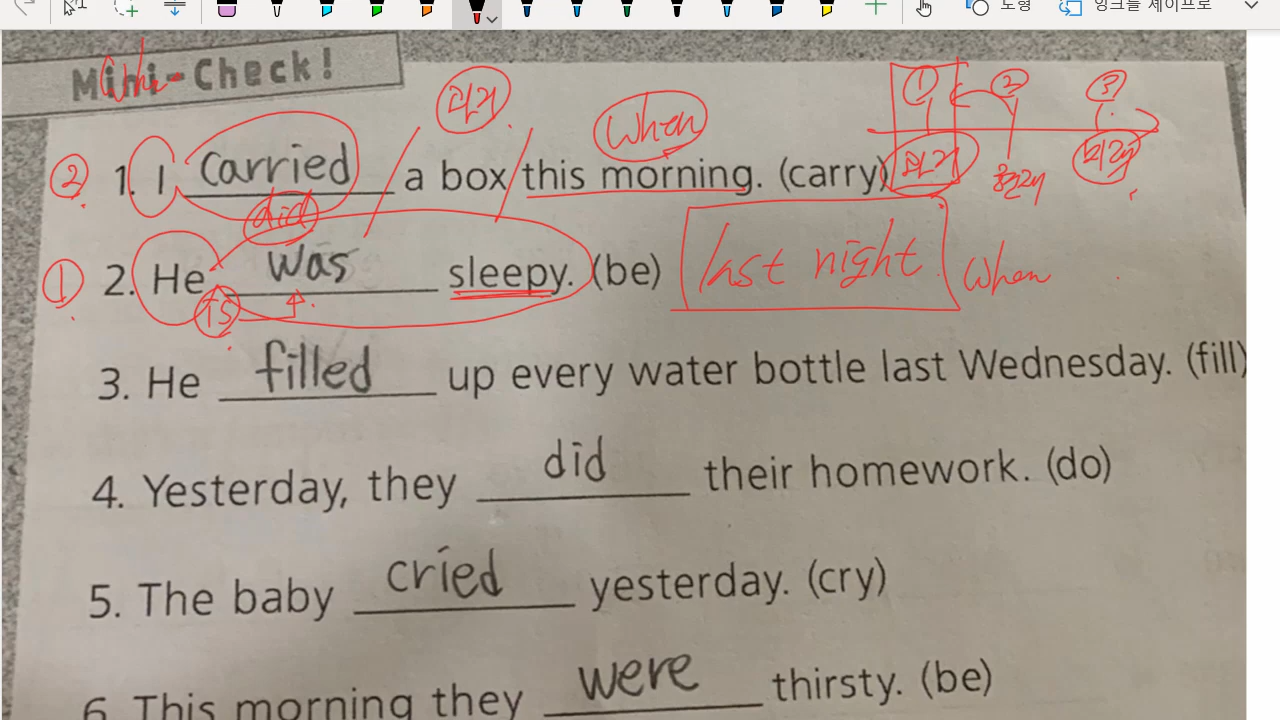 도형
잉크를 셰이프로
Mini-Check!
과거
When
① ② ③
② 1. I carried a box this morning. (carry)
과거 현재 미래
did
① 2. He was sleepy. (be) last night When
is
3. He filled up every water bottle last Wednesday. (fill)
4. Yesterday, they did their homework. (do)
5. The baby cried yesterday. (cry)
6. This morning they were thirsty. (be)